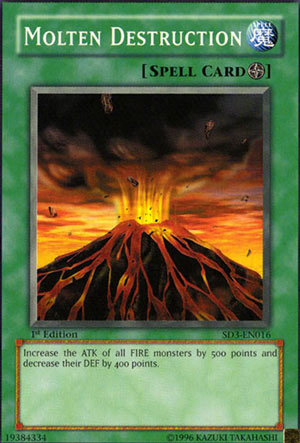 MOLTEN DESTRUCTION 魔
[SPELL CARD]
1st Edition SD3-EN016
Increase the ATK of all FIRE monsters by 500 points and
decrease their DEF by 400 points.
19384334 ©1996 KAZUKI TAKAHASHI